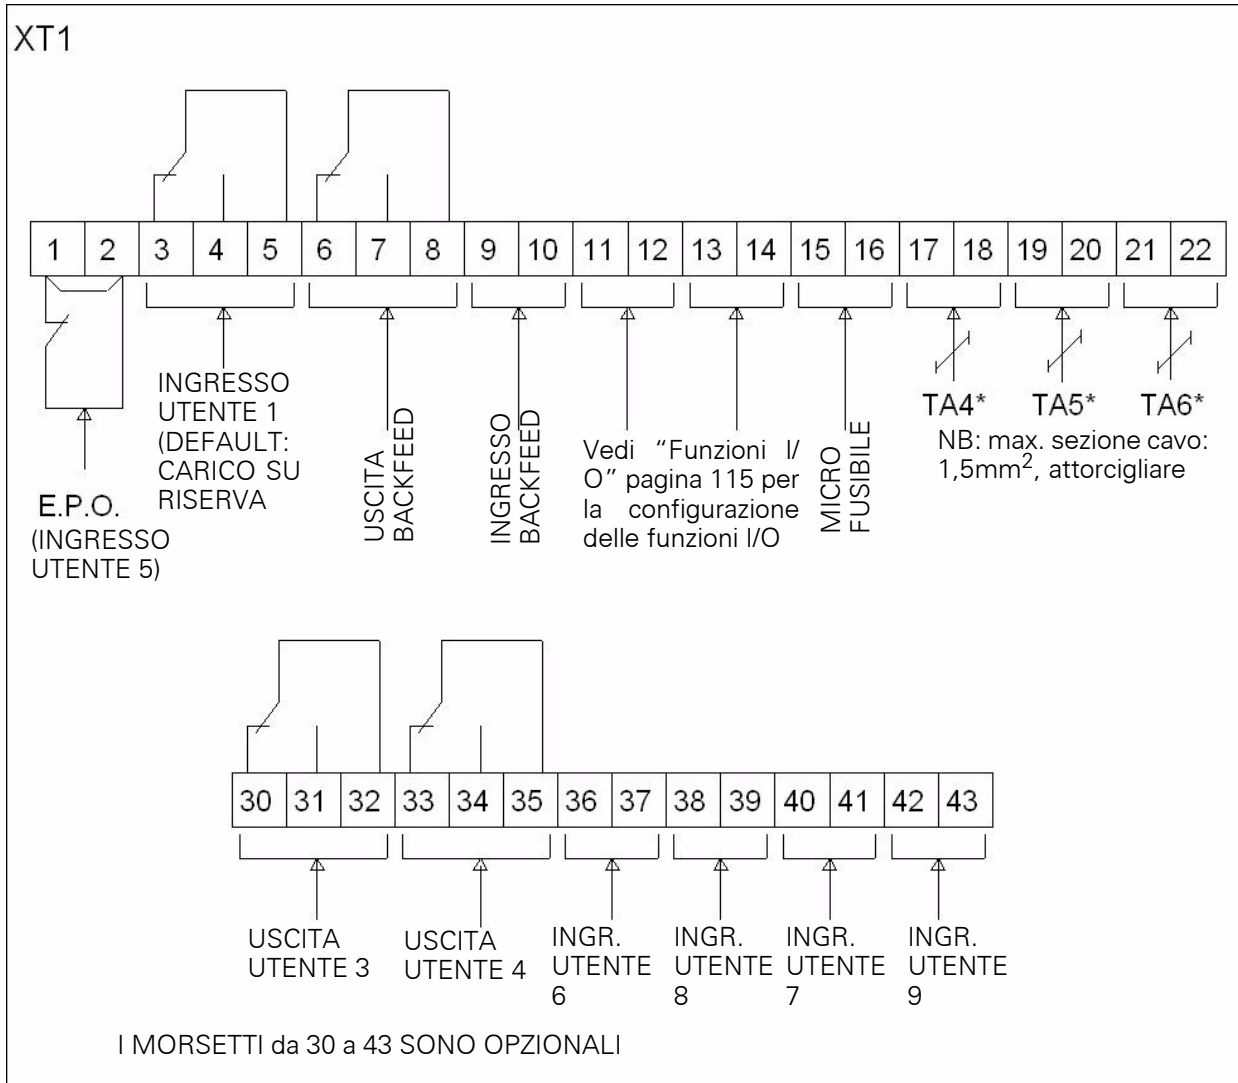 XT1
1 2 3 4 5 6 7 8 9 10 11 12 13 14 15 16 17 18 19 20 21 22
E.P.O.
(INGRESSO
UTENTE 5)
INGRESSO
UTENTE 1
(DEFAULT:
CARICO SU
RISERVA
USCITA
BACKFEED
INGRESSO
BACKFEED
Vedi “Funzioni I/
O” pagina 115 per
la configurazione
delle funzioni I/O
MICRO
FUSIBILE
TA4* TA5* TA6*
NB: max. sezione cavo:
1,5mm², attorcigliare
30 31 32 33 34 35 36 37 38 39 40 41 42 43
USCITA
UTENTE 3
USCITA
UTENTE 4
INGR.
UTENTE
6
INGR.
UTENTE
8
INGR.
UTENTE
7
INGR.
UTENTE
9
I MORSETTI da 30 a 43 SONO OPZIONALI